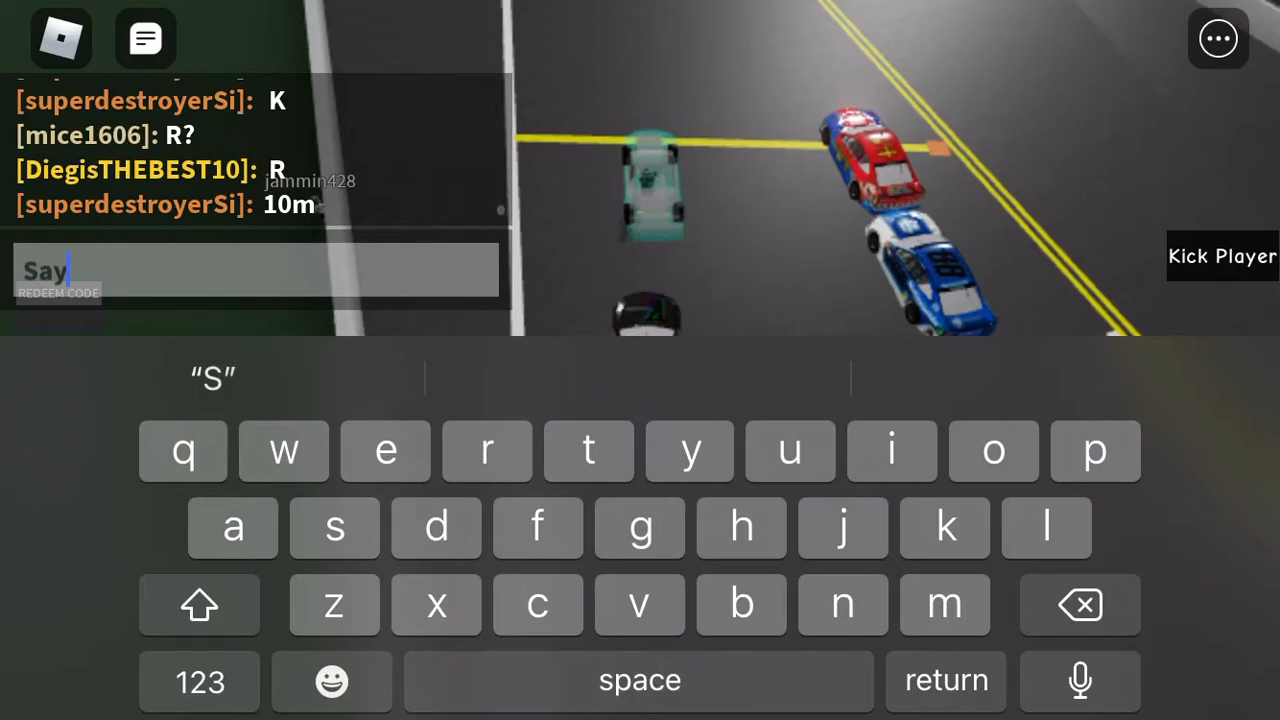 [superdestroyerSi]: K
[mice1606]: R?
[DiegisTHEBEST10]: R
jammin428
[superdestroyerSi]: 10m
Say
REDEEM CODE
Kick Player
“S”
q w e r t y u i o p
a s d f g h j k l
z x c v b n m
123 space return